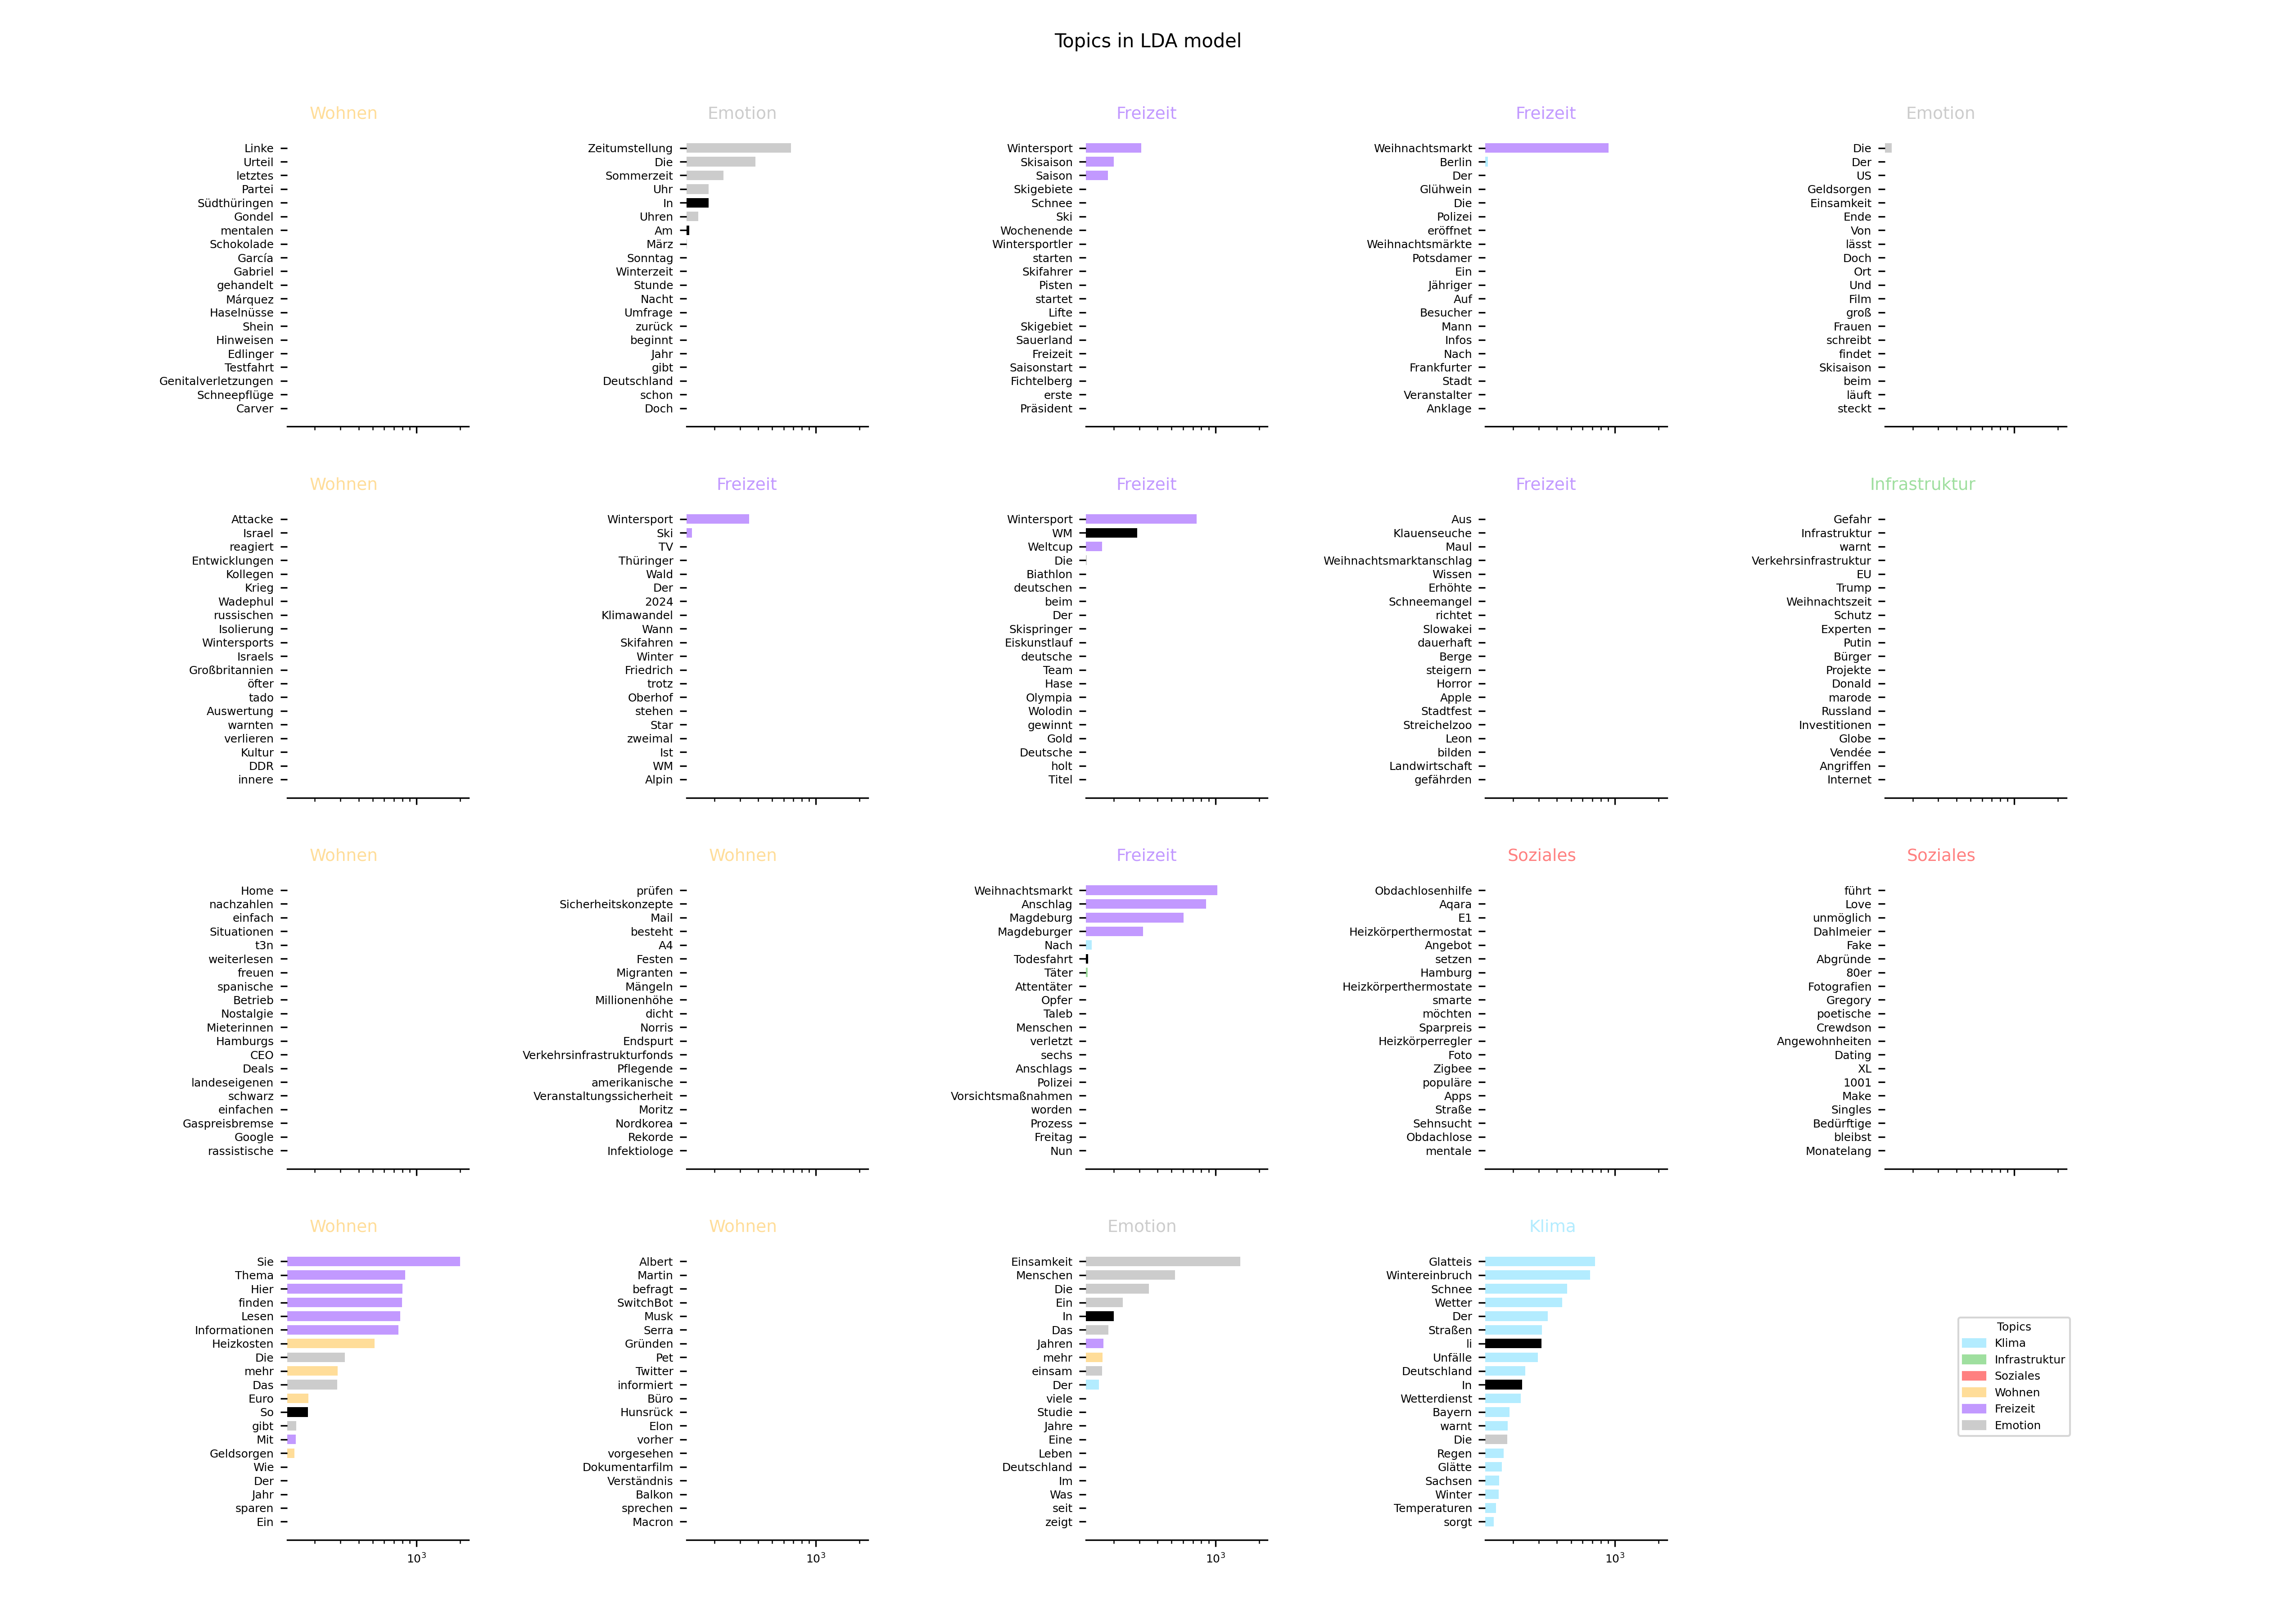 Topics in LDA model
Wohnen
Linke
Urteil
letztes
Partei
Südthüringen
Gondel
mentalen
Schokolade
García
Gabriel
gehandelt
Márquez
Haselnüsse
Shein
Hinweisen
Edlinger
Testfahrt
Genitalverletzungen
Schneepflüge
Carver
Emotion
Zeitumstellung
Die
Sommerzeit
Uhr
In
Uhren
Am
März
Sonntag
Winterzeit
Stunde
Nacht
Umfrage
zurück
beginnt
Jahr
gibt
Deutschland
schon
Doch
Freizeit
Wintersport
Skisaison
Saison
Skigebiete
Schnee
Ski
Wochenende
Wintersportler
starten
Skifahrer
Pisten
startet
Lifte
Skigebiet
Sauerland
Freizeit
Saisonstart
Fichtelberg
erste
Präsident
Freizeit
Weihnachtsmarkt
Berlin
Der
Glühwein
Die
Polizei
eröffnet
Weihnachtsmärkte
Potsdamer
Ein
Jähriger
Auf
Besucher
Mann
Infos
Nach
Frankfurter
Stadt
Veranstalter
Anklage
Emotion
Die
Der
US
Geldsorgen
Einsamkeit
Ende
Von
lässt
Doch
Ort
Und
Film
groß
Frauen
schreibt
findet
Skisaison
beim
läuft
steckt
Wohnen
Attacke
Israel
reagiert
Entwicklungen
Kollegen
Krieg
Wadephul
russischen
Isolierung
Wintersports
Israels
Großbritannien
öfter
tado
Auswertung
warnten
verlieren
Kultur
DDR
innere
Freizeit
Wintersport
Ski
TV
Thüringer
Wald
Der
2024
Klimawandel
Wann
Skifahren
Winter
Friedrich
trotz
Oberhof
stehen
Star
zweimal
Ist
WM
Alpin
Freizeit
Wintersport
WM
Weltcup
Die
Biathlon
deutschen
beim
Der
Skispringer
Eiskunstlauf
deutsche
Team
Hase
Olympia
Wolodin
gewinnt
Gold
Deutsche
holt
Titel
Freizeit
Aus
Klauenseuche
Maul
Weihnachtsmarktanschlag
Wissen
Erhöhte
Schneemangel
richtet
Slowakei
dauerhaft
Berge
steigern
Horror
Apple
Stadtfest
Streichelzoo
Leon
bilden
Landwirtschaft
gefährden
Infrastruktur
Gefahr
Infrastruktur
warnt
Verkehrsinfrastruktur
EU
Trump
Weihnachtszeit
Schutz
Experten
Putin
Bürger
Projekte
Donald
marode
Russland
Investitionen
Globe
Vendée
Angriffen
Internet
Wohnen
Home
nachzahlen
einfach
Situationen
t3n
weiterlesen
freuen
spanische
Betrieb
Nostalgie
Mieterinnen
Hamburgs
CEO
Deals
landeseigenen
schwarz
einfachen
Gaspreisbremse
Google
rassistische
Wohnen
prüfen
Sicherheitskonzepte
Mail
besteht
A4
Festen
Migranten
Mängeln
Millionenhöhe
dicht
Norris
Endspurt
Verkehrsinfrastrukturfonds
Pflegende
amerikanische
Veranstaltungssicherheit
Moritz
Nordkorea
Rekorde
Infektiologe
Freizeit
Weihnachtsmarkt
Anschlag
Magdeburg
Magdeburger
Nach
Todesfahrt
Täter
Attentäter
Opfer
Taleb
Menschen
verletzt
sechs
Anschlags
Polizei
Vorsichtsmaßnahmen
worden
Prozess
Freitag
Nun
Soziales
Obdachlosenhilfe
Aqara
E1
Heizkörperthermostat
Angebot
setzen
Hamburg
Heizkörperthermostate
smarte
möchten
Sparpreis
Heizkörperregler
Foto
Zigbee
populäre
Apps
Straße
Sehnsucht
Obdachlose
mentale
Soziales
führt
Love
unmöglich
Dahlmeier
Fake
Abgründe
80er
Fotografien
Gregory
poetische
Crewdson
Angewohnheiten
Dating
XL
1001
Make
Singles
Bedürftige
bleibst
Monatelang
Wohnen
Sie
Thema
Hier
finden
Lesen
Informationen
Heizkosten
Die
mehr
Das
Euro
So
gibt
Mit
Geldsorgen
Wie
Der
Jahr
sparen
Ein
10³
Wohnen
Albert
Martin
befragt
SwitchBot
Musk
Serra
Gründen
Pet
Twitter
informiert
Büro
Hunsrück
Elon
vorher
vorgesehen
Dokumentarfilm
Verständnis
Balkon
sprechen
Macron
10³
Emotion
Einsamkeit
Menschen
Die
Ein
In
Das
Jahren
mehr
einsam
Der
viele
Studie
Jahre
Eine
Leben
Deutschland
Im
Was
seit
zeigt
10³
Klima
Glatteis
Wintereinbruch
Schnee
Wetter
Der
Straßen
li
Unfälle
Deutschland
In
Wetterdienst
Bayern
warnt
Die
Regen
Glätte
Sachsen
Winter
Temperaturen
sorgt
10³
Topics
Klima
Infrastruktur
Soziales
Wohnen
Freizeit
Emotion